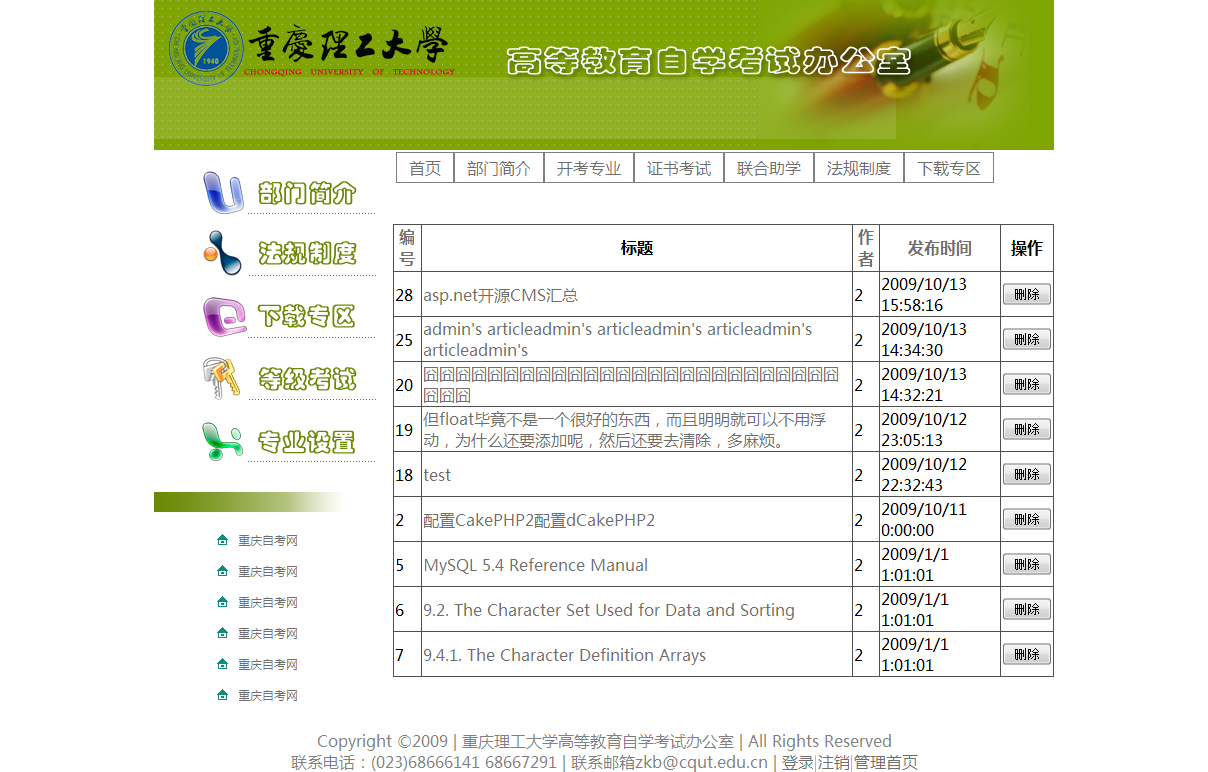 重慶理工大學
CHONGQING UNIVERSITY OF TECHNOLOGY
1940
高等教育自学考试办公室
首页 部门简介 开考专业 证书考试 联合助学 法规制度 下载专区
部门简介
法规制度
下载专区
等级考试
专业设置
重庆自考网
重庆自考网
重庆自考网
重庆自考网
重庆自考网
重庆自考网
编号 标题 作者 发布时间 操作
28 asp.net开源CMS汇总 2 2009/10/13 15:58:16 删除
25 admin's articleadmin's articleadmin's articleadmin's articleadmin's 2 2009/10/13 14:34:30 删除
20 囧囧囧囧囧囧囧囧囧囧囧囧囧囧囧囧囧囧囧囧囧囧囧囧囧囧囧囧囧 2 2009/10/13 14:32:21 删除
19 但float毕竟不是一个很好的东西，而且明明就可以不用浮动，为什么还要添加呢，然后还要去清除，多麻烦。 2 2009/10/12 23:05:13 删除
18 test 2 2009/10/12 22:32:43 删除
2 配置CakePHP2配置dCakePHP2 2 2009/10/11 0:00:00 删除
5 MySQL 5.4 Reference Manual 2 2009/1/1 1:01:01 删除
6 9.2. The Character Set Used for Data and Sorting 2 2009/1/1 1:01:01 删除
7 9.4.1. The Character Definition Arrays 2 2009/1/1 1:01:01 删除
Copyright ©2009 | 重庆理工大学高等教育自学考试办公室 | All Rights Reserved
联系电话：(023)68666141 68667291 | 联系邮箱zkb@cqut.edu.cn | 登录|注销|管理首页